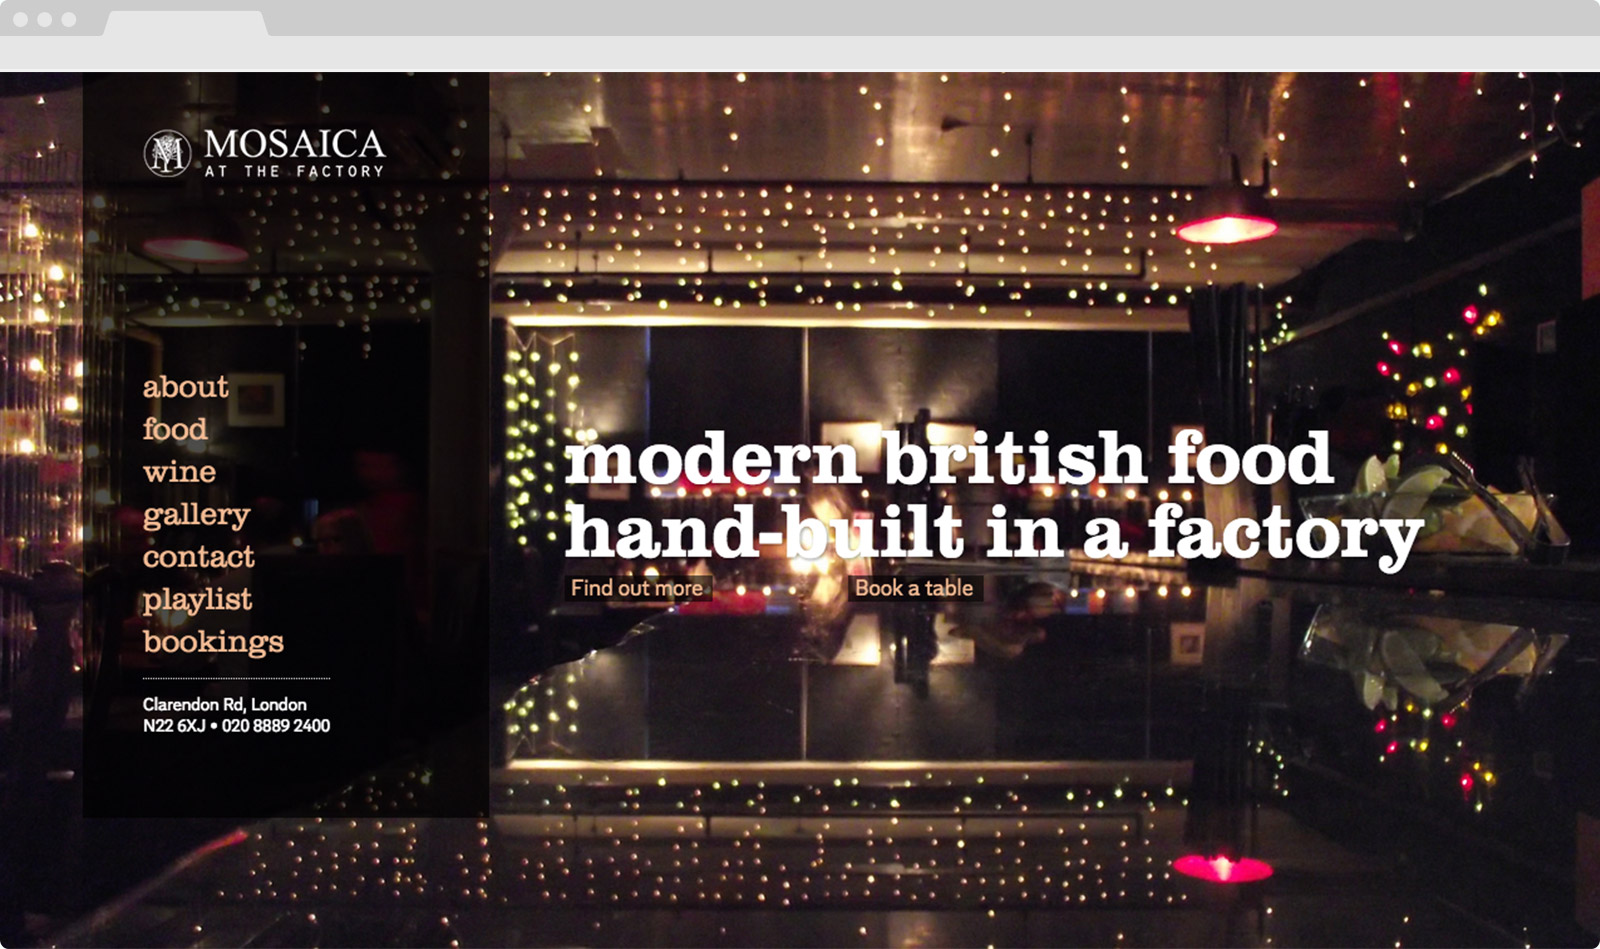 MOSAICA
AT THE FACTORY
about
food
wine
gallery
contact
playlist
bookings
Clarendon Rd, London
N22 6XJ • 020 8889 2400
modern british food
hand-built in a factory
Find out more
Book a table